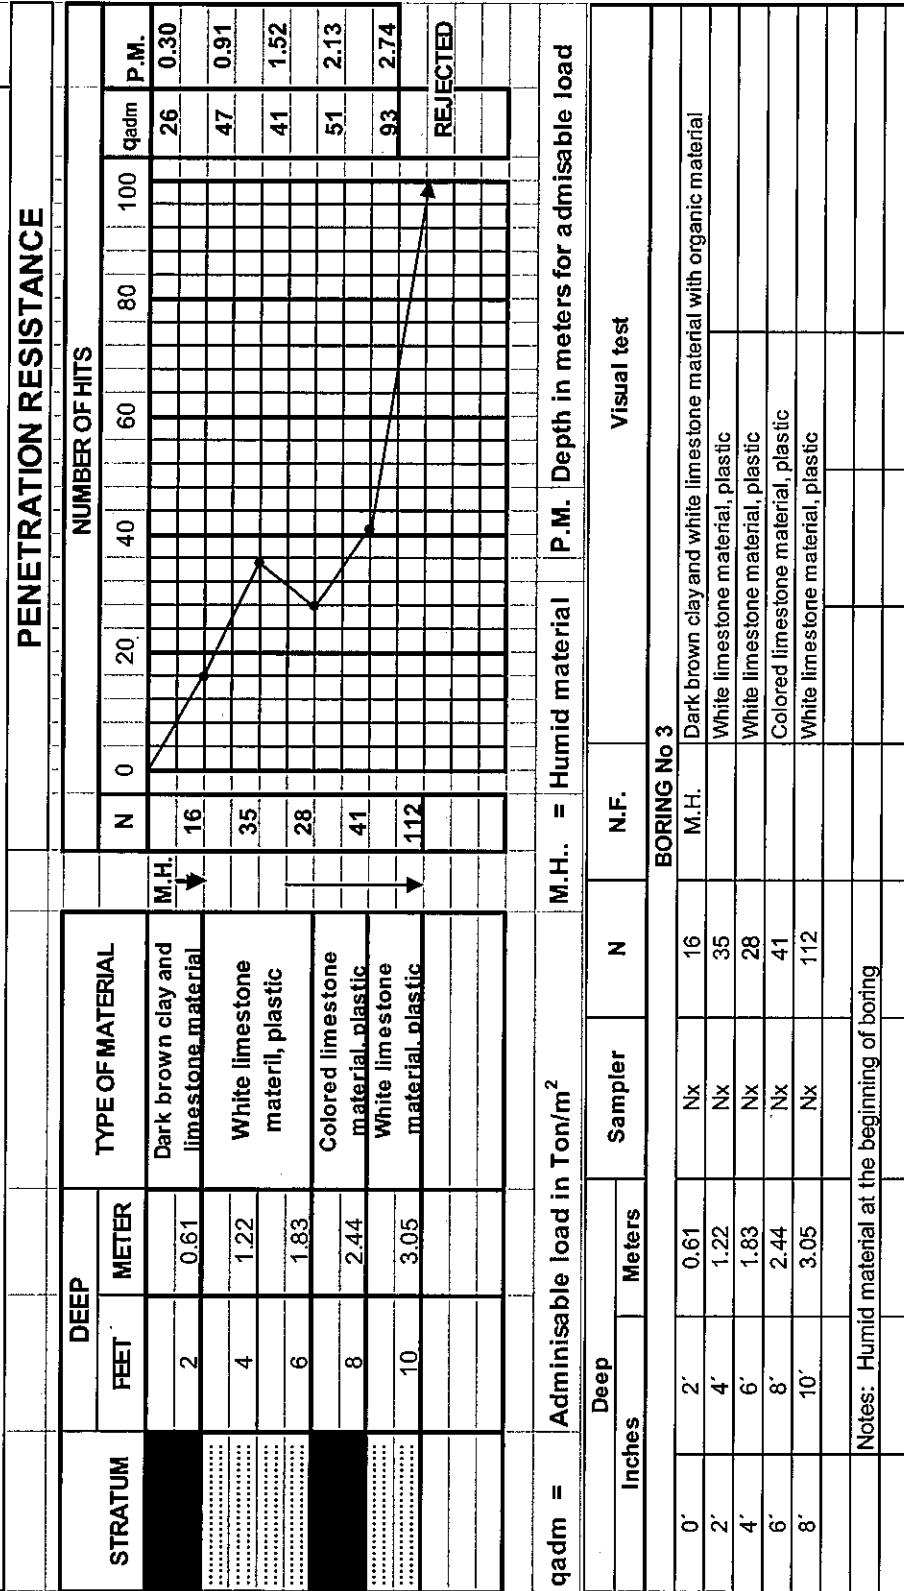 PENETRATION RESISTANCE
DEEP NUMBER OF HITS
STRATUM FEET METER TYPE OF MATERIAL N 0 20 40 60 80 100 qadm P.M.
Dark brown clay and M.H. 26 0.30
2 0.61 limestone material 16
47 0.91
4 1.22 White limestone 35
materil, plastic 41 1.52
6 1.83 28
Colored limestone 51 2.13
8 2.44 material, plastic 41
White limestone 93 2.74
10 3.05 material, plastic 112
REJECTED
qadm = Adminisable load in Ton/m² M.H.. = Humid material P.M. Depth in meters for admisable load
Deep Sampler N N.F. Visual test
Inches Meters
BORING No 3
0´ 2´ 0.61 Nx 16 M.H. Dark brown clay and white limestone material with organic material
2´ 4´ 1.22 Nx 35 White limestone material, plastic
4´ 6´ 1.83 Nx 28 White limestone material, plastic
6´ 8´ 2.44 Nx 41 Colored limestone material, plastic
8´ 10´ 3.05 Nx 112 White limestone material, plastic
Notes: Humid material at the beginning of boring